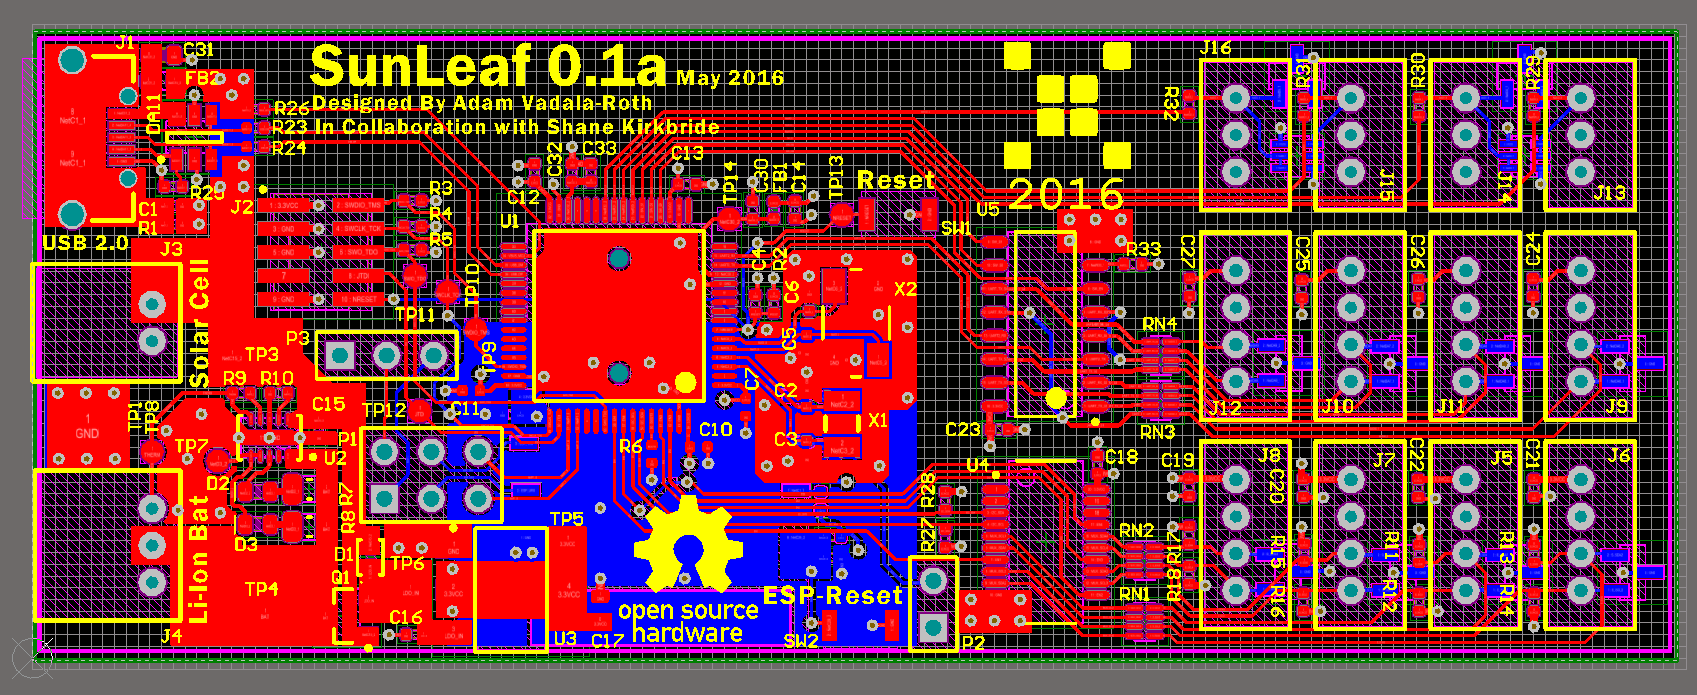 SunLeaf 0.1a May 2016
Designed By Adam Vadala-Roth
In Collaboration with Shane Kirkbride
J1
C31
FB2
DA11
R26
R23
R24
R25
C1
R1
J2
USB 2.0
J3
Solar Cell
1 : 3.3VCC
2 : SWDIO_TMS
3 : GND
4 : SWCLK_TCK
5 : GND
6 : SWO_TDO
7
8 : JTDI
9 : GND
10 : NRESET
R3
R4
R5
TP10
TP11
P3
TP9
TP3
R9
R10
C15
TP12
C11
P1
TP1
TP8
1
GND
TP7
U2
D2
D3
R7
R8
Li-Ion Bat
TP4
J4
D1
Q1
TP6
C16
TP5
U3
C17
U1
C12
C32
C33
C13
TP14
C30
FB1
C14
TP13
Reset
SW1
U5
2016
C4
R2
C6
C5
X2
C7
C2
C3
X1
C10
R6
open source
hardware
ESP-Reset
SW2
P2
R28
R27
U4
C23
C18
R33
RN4
RN3
RN2
RN1
R32
J16
R31
J15
R30
J14
R29
J13
C27
C25
C26
C24
J12
J10
J11
J9
C19
C20
C22
C21
J8
J7
J5
J6
R17
R18
R15
R16
R11
R12
R13
R14